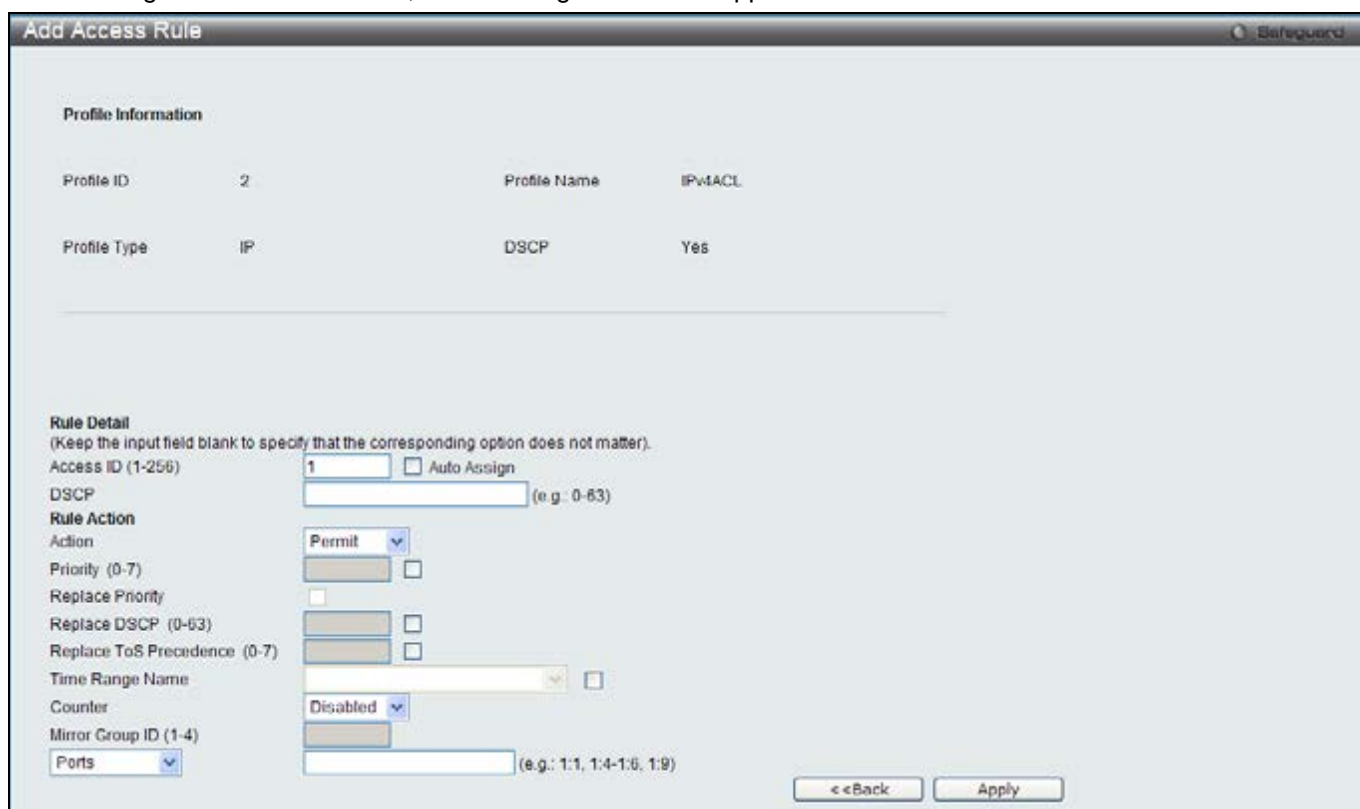 Add Access Rule Safeguard
Profile Information
Profile ID 2 Profile Name IPv4ACL
Profile Type IP DSCP Yes
Rule Detail
(Keep the input field blank to specify that the corresponding option does not matter).
Access ID (1-256) 1 Auto Assign
DSCP (e.g.: 0-63)
Rule Action
Action Permit
Priority (0-7)
Replace Priority
Replace DSCP (0-63)
Replace ToS Precedence (0-7)
Time Range Name
Counter Disabled
Mirror Group ID (1-4)
Ports (e.g.: 1:1, 1:4-1:6, 1:9)
<<Back Apply